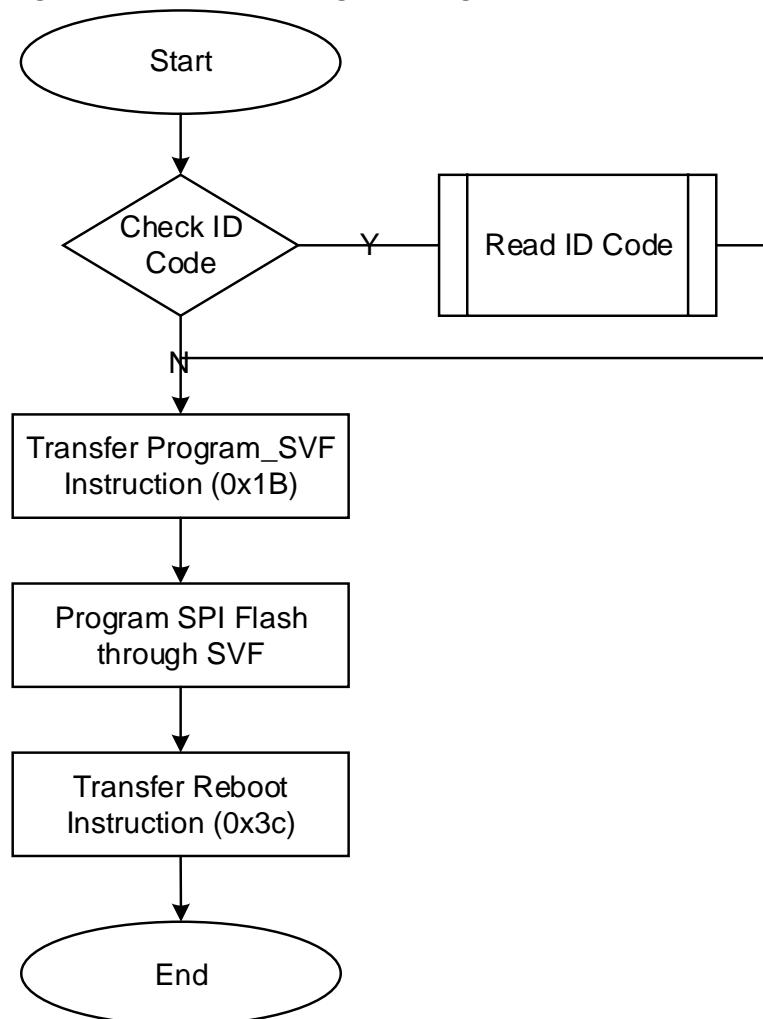 Start
Check ID
Code
Y
Read ID Code
N
Transfer Program_SVF
Instruction (0x1B)
Program SPI Flash
through SVF
Transfer Reboot
Instruction (0x3c)
End